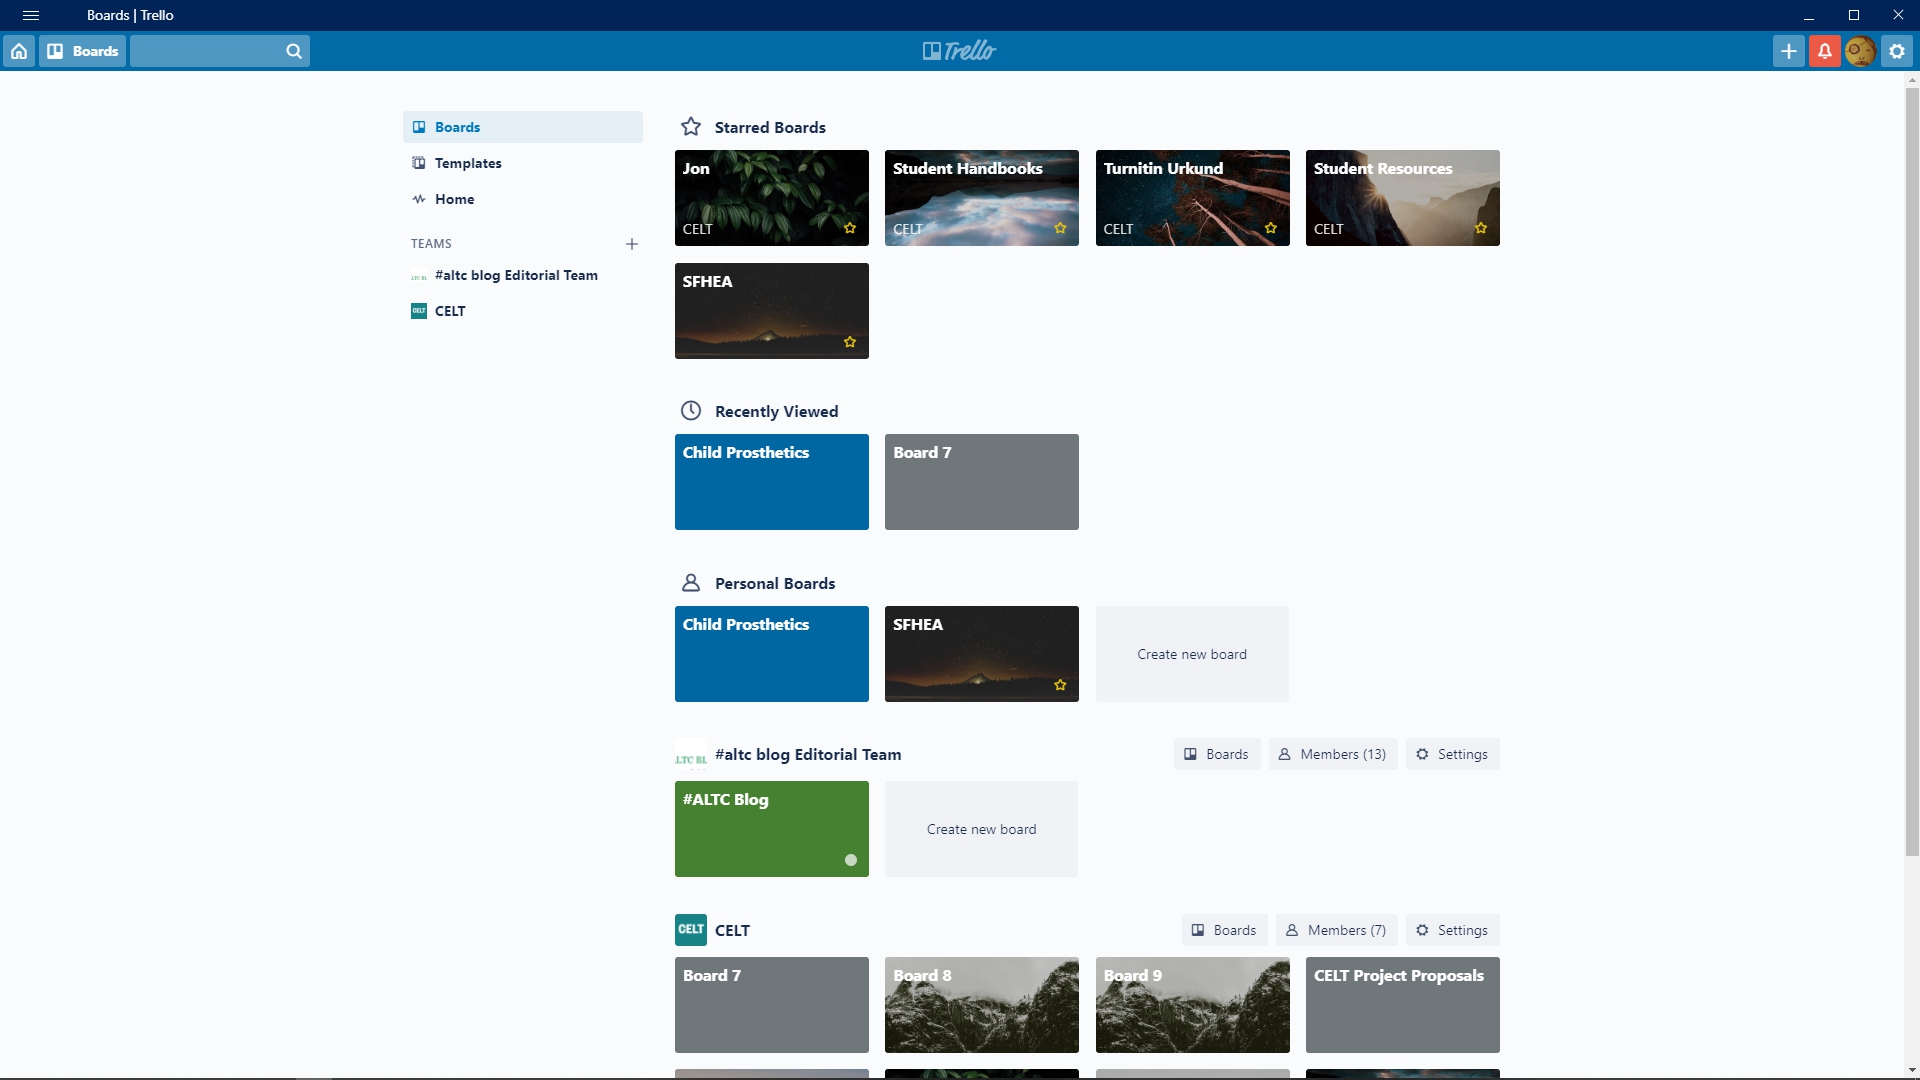 Boards | Trello
Boards
Trello
Boards
Templates
Home
TEAMS
#altc blog Editorial Team
CELT
CELT
Starred Boards
Jon
CELT
Student Handbooks
CELT
Turnitin Urkund
CELT
Student Resources
CELT
SFHEA
Recently Viewed
Child Prosthetics
Board 7
Personal Boards
Child Prosthetics
SFHEA
Create new board
LTC BL
#altc blog Editorial Team
Boards
Members (13)
Settings
#ALTC Blog
Create new board
CELT
CELT
Boards
Members (7)
Settings
Board 7
Board 8
Board 9
CELT Project Proposals